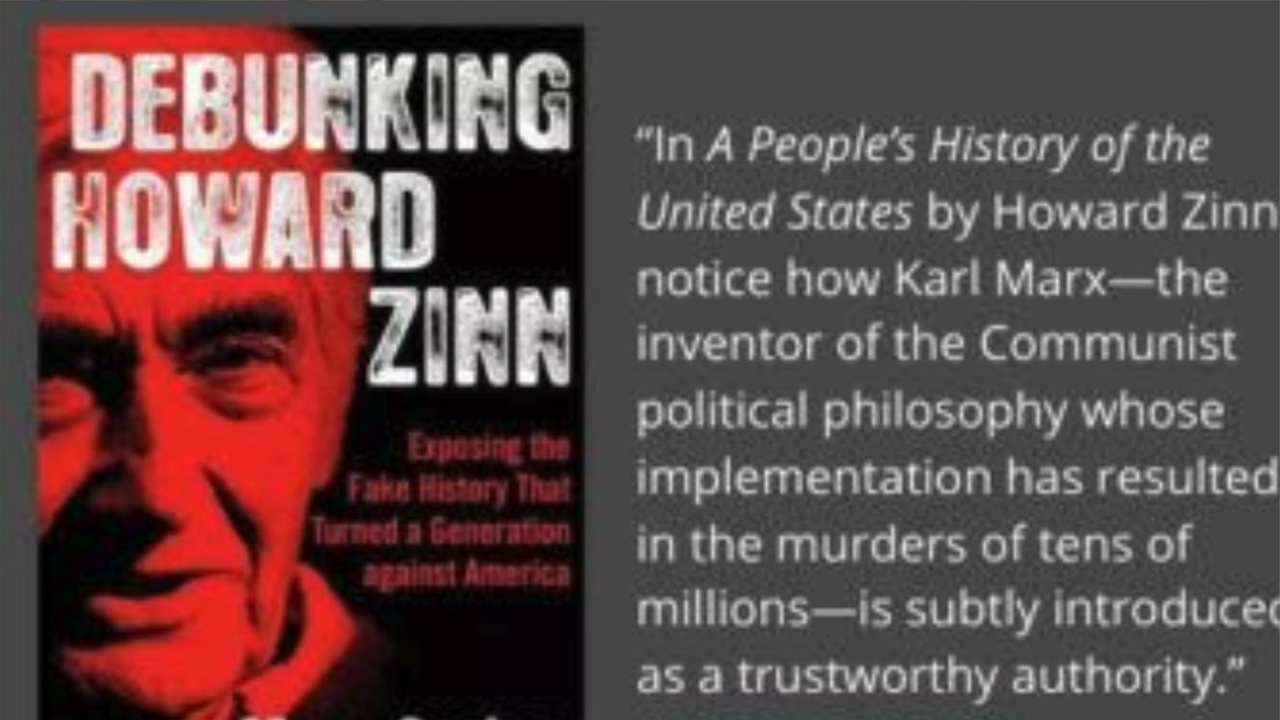 DEBUNKING
HOWARD
ZINN
Exposing the
Fake History That
Turned a Generation
against America
“In A People’s History of the
United States by Howard Zinn
notice how Karl Marx—the
inventor of the Communist
political philosophy whose
implementation has resulted
in the murders of tens of
millions—is subtly introduced
as a trustworthy authority.”